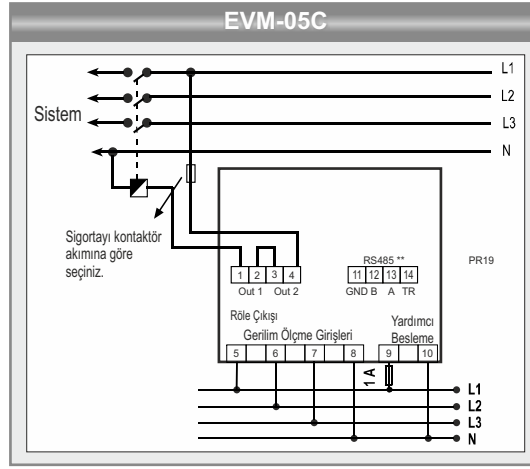 EVM-05C
L1
L2
Sistem
L3
N
Sigortayı kontaktör
akımına göre
seçiniz.
RS485 **
PR19
1 2 3 4
11 12 13 14
Out 1 Out 2
GND B A TR
Röle Çıkışı
Yardımcı
Gerilim Ölçme Girişleri
Besleme
5 6 7 8 9 10
1 A
L1
L2
L3
N